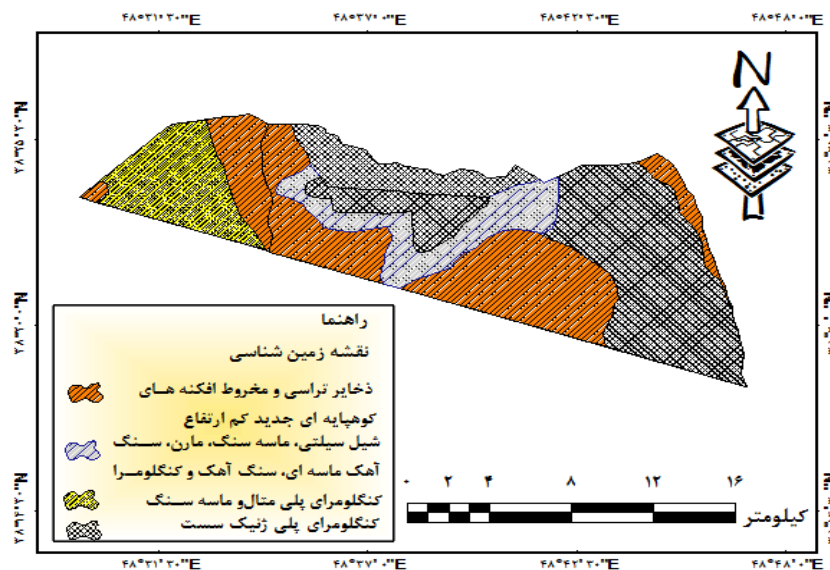 ۴۸°۳۱'۳۰"E ۴۸°۳۷'۰"E ۴۸°۴۲'۳۰"E ۴۸°۴۸'۰"E
N
راهنما
نقشه زمین شناسی
ذخایر تراسی و مخروط افکنه های
کوهپایه ای جدید کم ارتفاع
شیل سیلتی، ماسه سنگ، مارن، سنگ
آهک ماسه ای، سنگ آهک و کنگلومرا
کنگلومرای پلی متال و ماسه سنگ
کنگلومرای پلی ژنیک سست
۰ ۲ ۴ ۸ ۱۲ ۱۶
کیلومتر
۴۸°۳۱'۳۰"E ۴۸°۳۷'۰"E ۴۸°۴۲'۳۰"E ۴۸°۴۸'۰"E